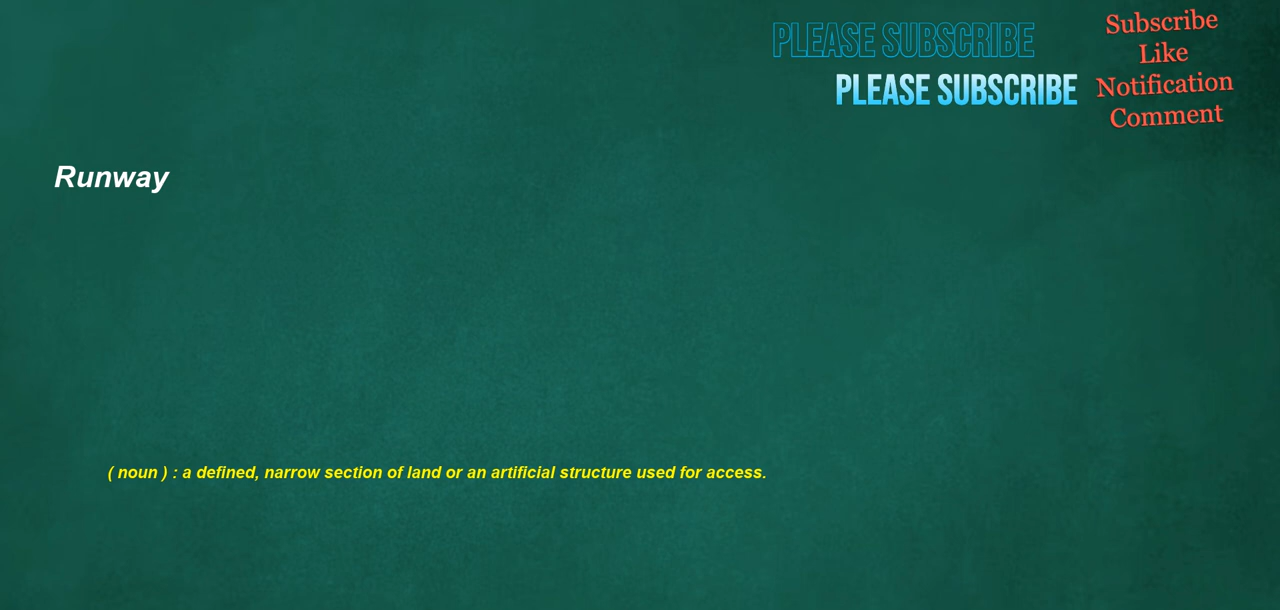 PLEASE SUBSCRIBE
PLEASE SUBSCRIBE
Subscribe
Like
Notification
Comment
Runway
( noun ) : a defined, narrow section of land or an artificial structure used for access.